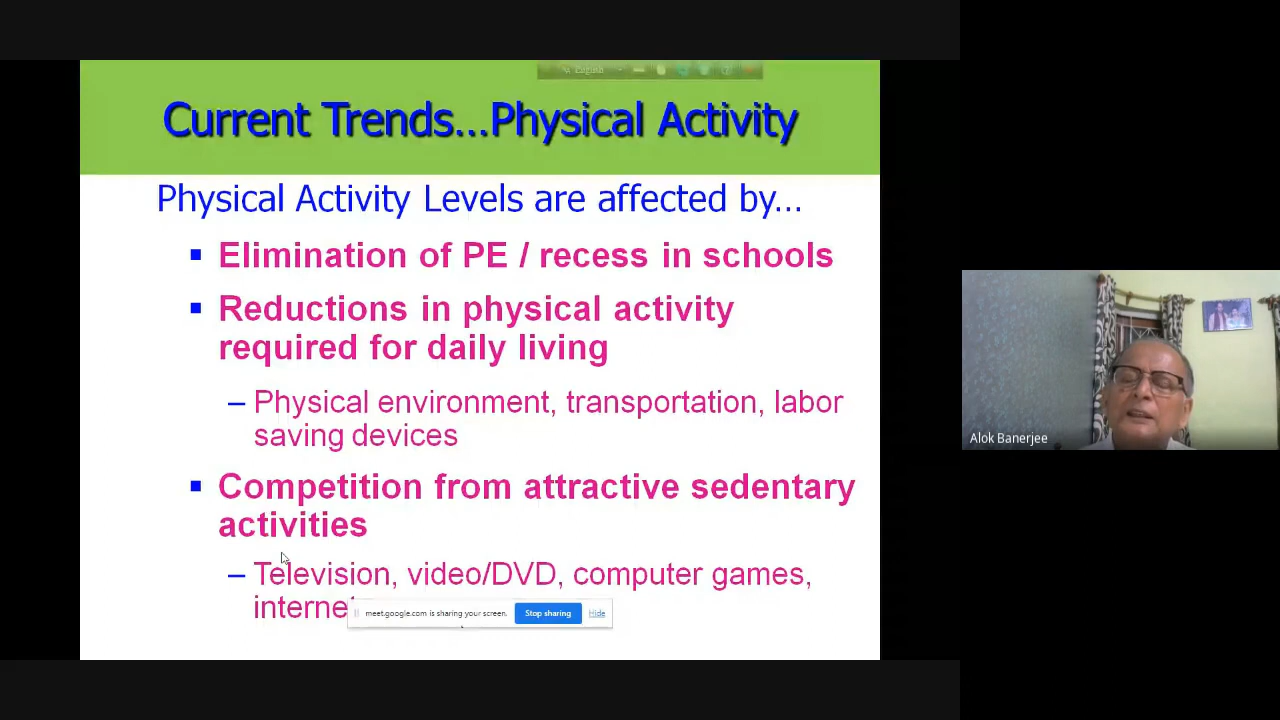 English
Current Trends...Physical Activity
Physical Activity Levels are affected by...
▪ Elimination of PE / recess in schools
▪ Reductions in physical activity
required for daily living
– Physical environment, transportation, labor
saving devices
▪ Competition from attractive sedentary
activities
– Television, video/DVD, computer games,
meet.google.com is sharing your screen. Stop sharing Hide
Alok Banerjee